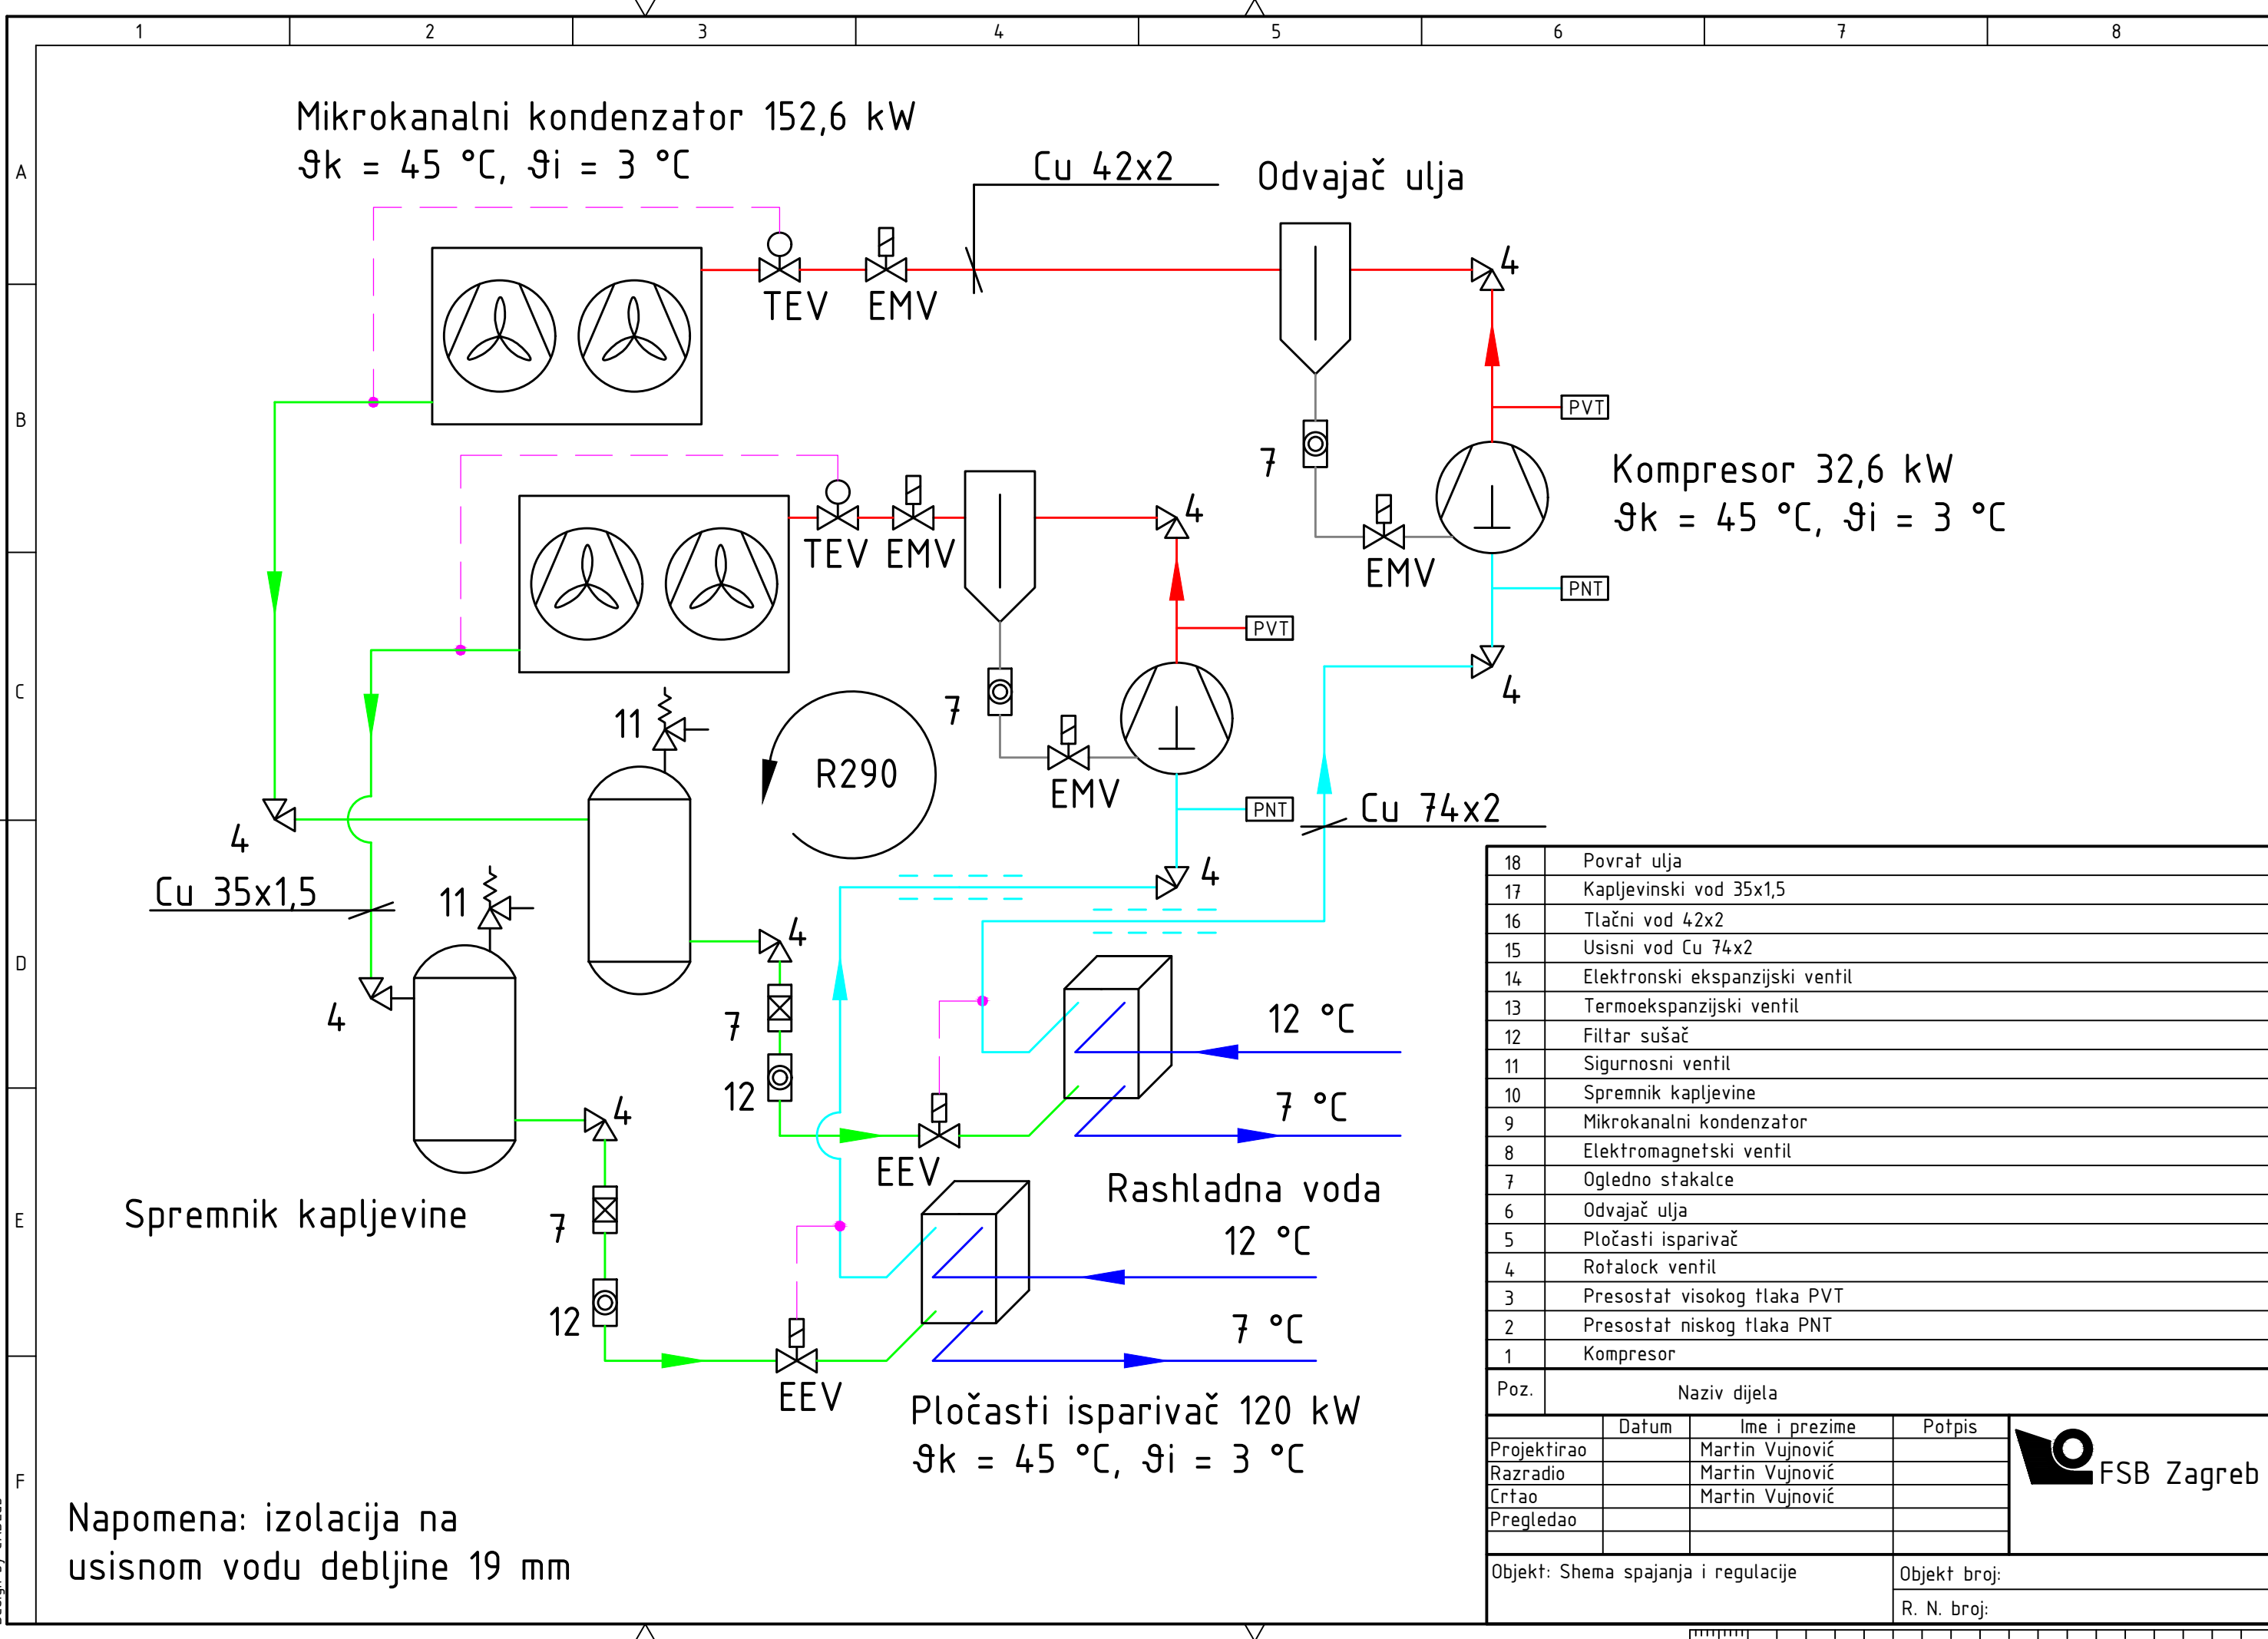 1 2 3 4 5 6 7 8
A
B
C
D
E
F
Mikrokanalni kondenzator 152,6 kW
ϑk = 45 °C, ϑi = 3 °C
Cu 42x2
Odvajač ulja
4
TEV
EMV
PVT
7
Kompresor 32,6 kW
ϑk = 45 °C, ϑi = 3 °C
4
TEV
EMV
EMV
PNT
PVT
4
7
11
R290
EMV
PNT
Cu 74x2
4
4
Cu 35x1,5
11
4
4
7
12 °C
12
7 °C
4
EEV
Rashladna voda
Spremnik kapljevine
7
12 °C
12
7 °C
EEV
Pločasti isparivač 120 kW
ϑk = 45 °C, ϑi = 3 °C
Napomena: izolacija na
usisnom vodu debljine 19 mm
18 Povrat ulja
17 Kapljevinski vod 35x1,5
16 Tlačni vod 42x2
15 Usisni vod Cu 74x2
14 Elektronski ekspanzijski ventil
13 Termoekspanzijski ventil
12 Filtar sušač
11 Sigurnosni ventil
10 Spremnik kapljevine
9 Mikrokanalni kondenzator
8 Elektromagnetski ventil
7 Ogledno stakalce
6 Odvajač ulja
5 Pločasti isparivač
4 Rotalock ventil
3 Presostat visokog tlaka PVT
2 Presostat niskog tlaka PNT
1 Kompresor
Poz. Naziv dijela
Datum Ime i prezime Potpis
Projektirao Martin Vujnović
Razradio Martin Vujnović
Crtao Martin Vujnović
Pregledao
FSB Zagreb
Objekt: Shema spajanja i regulacije
Objekt broj:
R. N. broj: